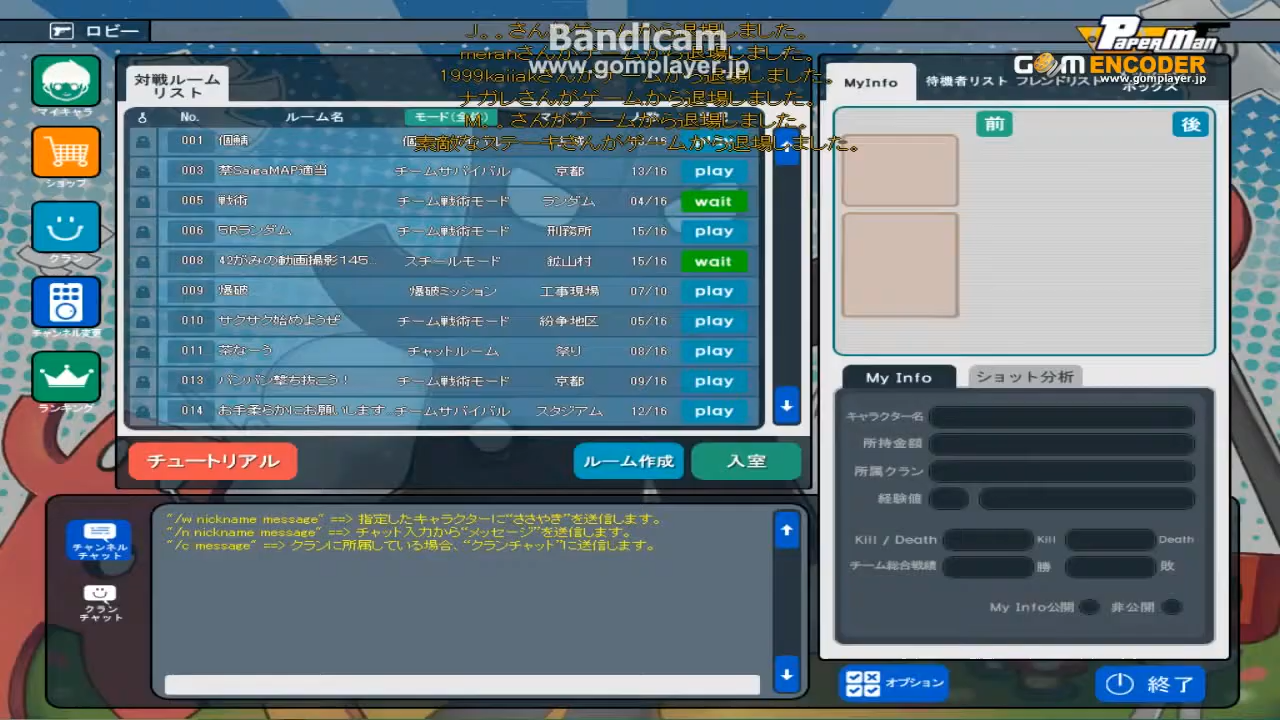 ロビー
Bandicam
www.gomplayer.jp
さんがゲームから退場しました。
さんがゲームから退場しました。
1999kaiiakさんがゲームから退場しました。
ナガレさんがゲームから退場しました。
さんがゲームから退場しました。
素敵なステーキさんがゲームから退場しました。
PaperMan
GOM ENCODER
www.gomplayer.jp
マイキャラ
ショップ
クラン
チャンネル変更
ランキング
対戦ルーム
リスト
No. ルーム名
001 個鯖
003 禁SaigaMAP適当 チームサバイバル 京都 13/16 play
005 戦術 チーム戦術モード ランダム 04/16 wait
006 SRランダム チーム戦術モード 刑務所 15/16 play
008 42がみの動画撮影145... スチールモード 鉱山村 15/16 wait
009 爆破 爆破ミッション 工事現場 07/10 play
010 サクサク始めようぜ チーム戦術モード 紛争地区 05/16 play
011 茶なーう チャットルーム 祭り 08/16 play
013 バンバン撃ち抜こう! チーム戦術モード 京都 09/16 play
014 お手柔らかにお願いします チームサバイバル スタジアム 12/16 play
チュートリアル ルーム作成 入室
MyInfo 待機者リスト フレンドリスト
ボックス
前 後
My Info ショット分析
キャラクター名
所持金額
所属クラン
経験値
Kill / Death Kill Death
チーム総合戦績 勝 敗
My Info公開 非公開
チャンネル
チャット
クラン
チャット
"/w nickname message" ==> 指定したキャラクターに“ささやき”を送信します。
"/n nickname message" ==> チャット入力から“メッセージ”を送信します。
"/c message" ==> クランに所属している場合、“クランチャット”に送信します。
オプション 終了